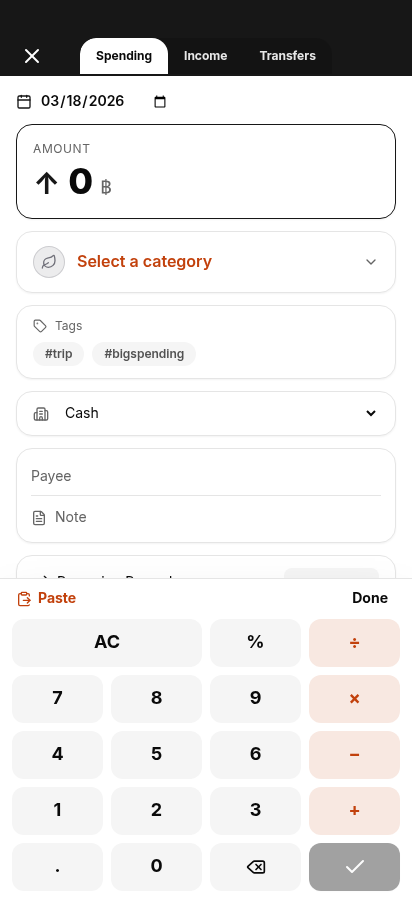 Spending Income Transfers
03/18/2026
AMOUNT
0 ฿
Select a category
Tags
#trip #bigspending
Cash
Payee
Note
Paste Done
AC % ÷
7 8 9 ×
4 5 6 −
1 2 3 +
. 0